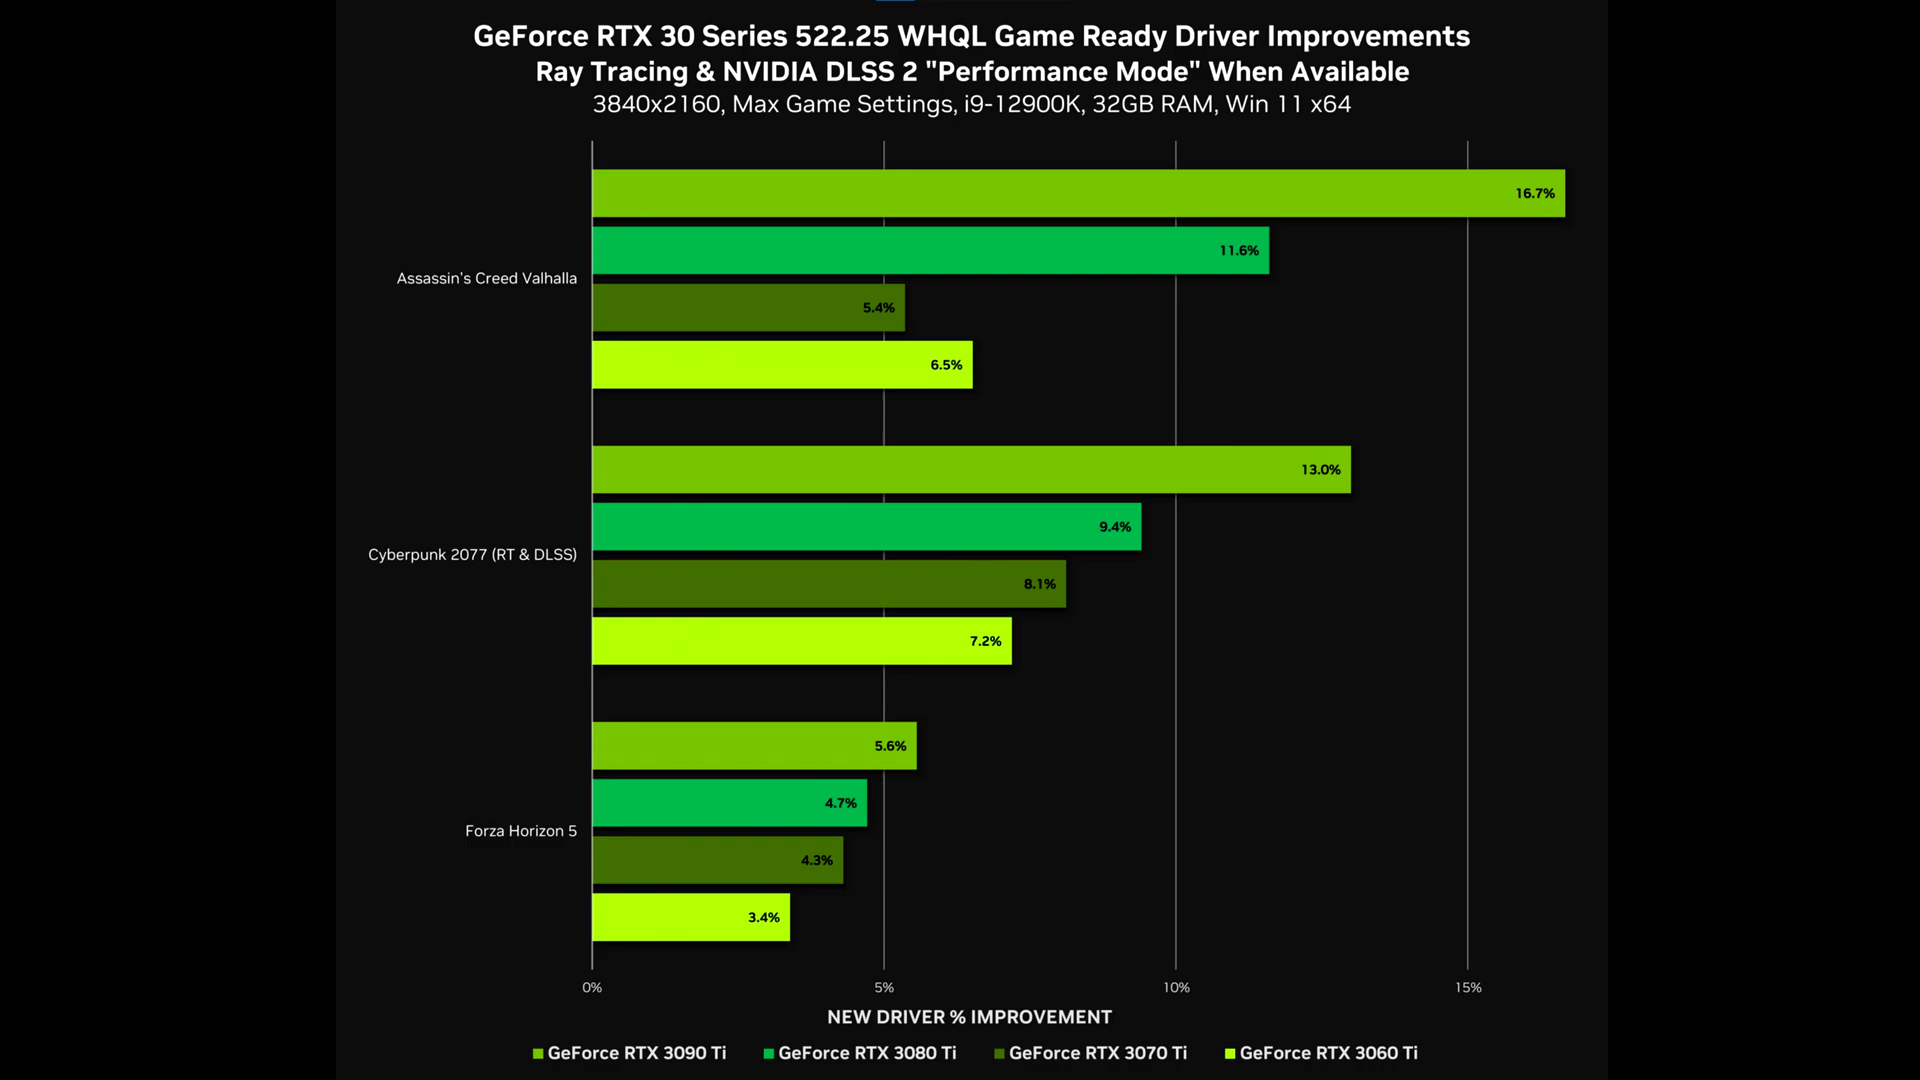 GeForce RTX 30 Series 522.25 WHQL Game Ready Driver Improvements
Ray Tracing & NVIDIA DLSS 2 "Performance Mode" When Available
3840x2160, Max Game Settings, i9-12900K, 32GB RAM, Win 11 x64
Assassin's Creed Valhalla
16.7%
11.6%
5.4%
6.5%
Cyberpunk 2077 (RT & DLSS)
13.0%
9.4%
8.1%
7.2%
Forza Horizon 5
5.6%
4.7%
4.3%
3.4%
0% 5% 10% 15%
NEW DRIVER % IMPROVEMENT
GeForce RTX 3090 Ti GeForce RTX 3080 Ti GeForce RTX 3070 Ti GeForce RTX 3060 Ti